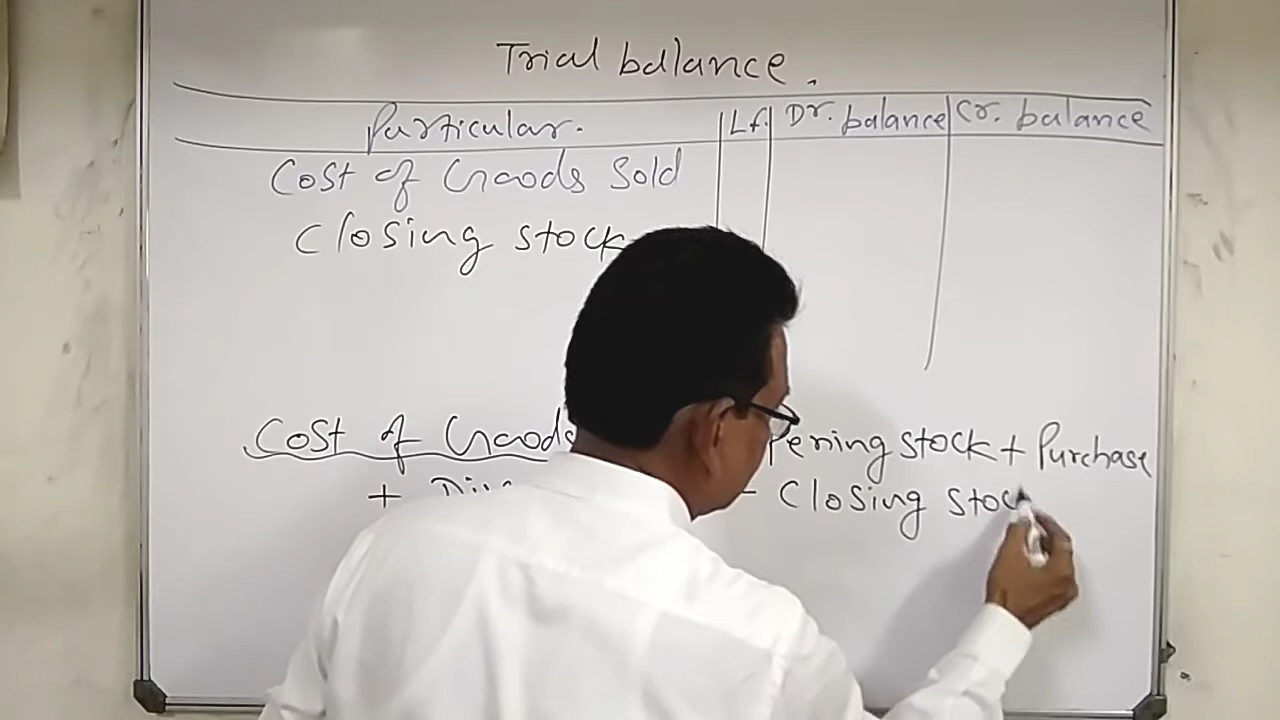 Trial balance.
Particular. L.f. Dr. balance Cr. balance
Cost of Goods Sold
Closing stock
Cost of Goods pening stock + Purchase
+ - Closing stoc